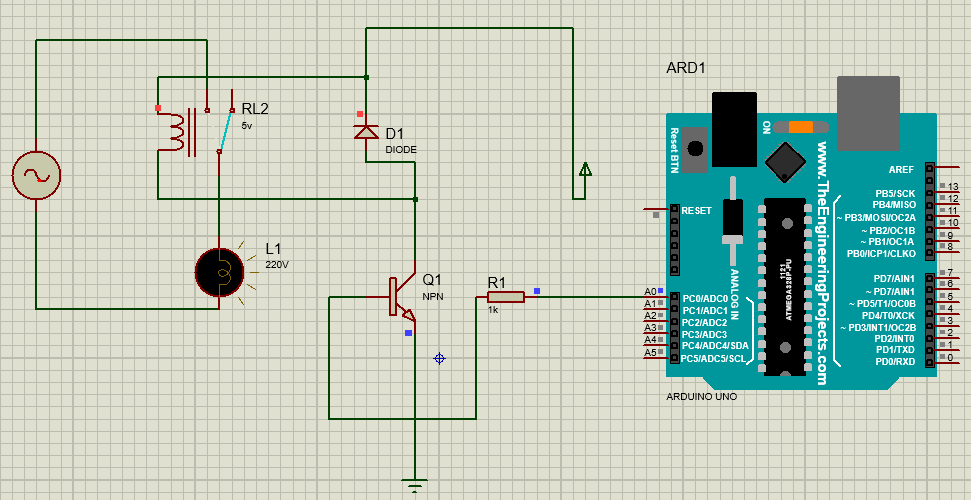 RL2
5v
D1
DIODE
L1
220V
Q1
NPN
R1
1k
ARD1
Reset BTN
ON
www.TheEngineeringProjects.com
RESET
ANALOG IN
1121
ATMEGA328P-PU
A0
A1
A2
A3
A4
A5
PC0/ADC0
PC1/ADC1
PC2/ADC2
PC3/ADC3
PC4/ADC4/SDA
PC5/ADC5/SCL
AREF
PB5/SCK 13
PB4/MISO 12
~ PB3/MOSI/OC2A 11
~ PB2/OC1B 10
~ PB1/OC1A 9
PB0/ICP1/CLKO 8
PD7/AIN1 7
~ PD7/AIN1 6
~ PD5/T1/OC0B 5
PD4/T0/XCK 4
~ PD3/INT1/OC2B 3
PD2/INT0 2
PD1/TXD 1
PD0/RXD 0
ARDUINO UNO